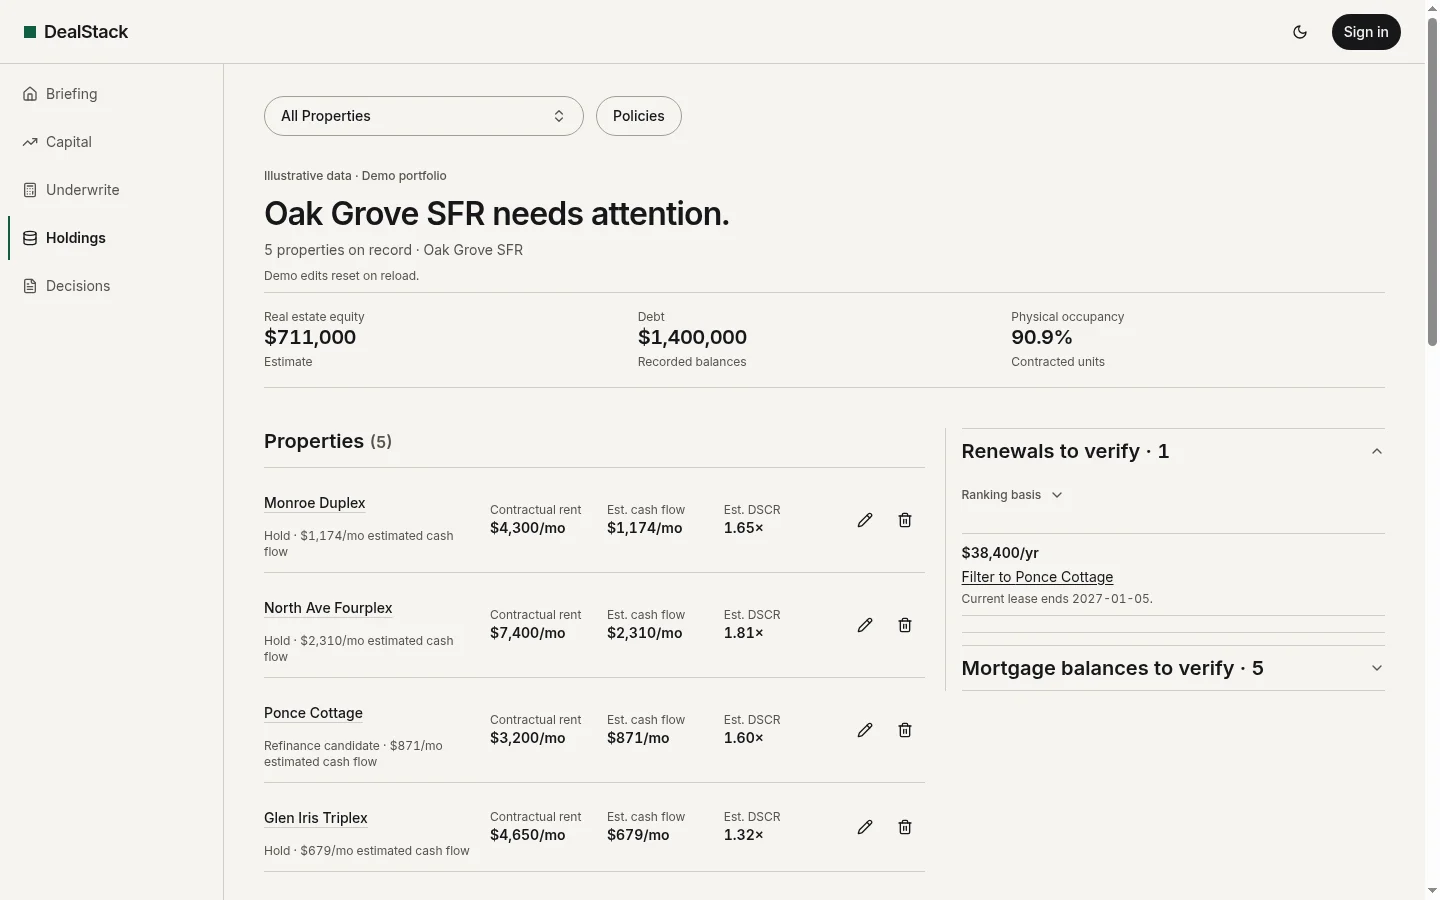 DealStack
Sign in
Briefing
Capital
Underwrite
Holdings
Decisions
All Properties
Policies
Illustrative data · Demo portfolio
Oak Grove SFR needs attention.
5 properties on record · Oak Grove SFR
Demo edits reset on reload.
Real estate equity
$711,000
Estimate
Debt
$1,400,000
Recorded balances
Physical occupancy
90.9%
Contracted units
Properties (5)
Monroe Duplex
Hold · $1,174/mo estimated cash
flow
Contractual rent
$4,300/mo
Est. cash flow
$1,174/mo
Est. DSCR
1.65×
North Ave Fourplex
Hold · $2,310/mo estimated cash
flow
Contractual rent
$7,400/mo
Est. cash flow
$2,310/mo
Est. DSCR
1.81×
Ponce Cottage
Refinance candidate · $871/mo
estimated cash flow
Contractual rent
$3,200/mo
Est. cash flow
$871/mo
Est. DSCR
1.60×
Glen Iris Triplex
Hold · $679/mo estimated cash flow
Contractual rent
$4,650/mo
Est. cash flow
$679/mo
Est. DSCR
1.32×
Renewals to verify · 1
Ranking basis
$38,400/yr
Filter to Ponce Cottage
Current lease ends 2027-01-05.
Mortgage balances to verify · 5